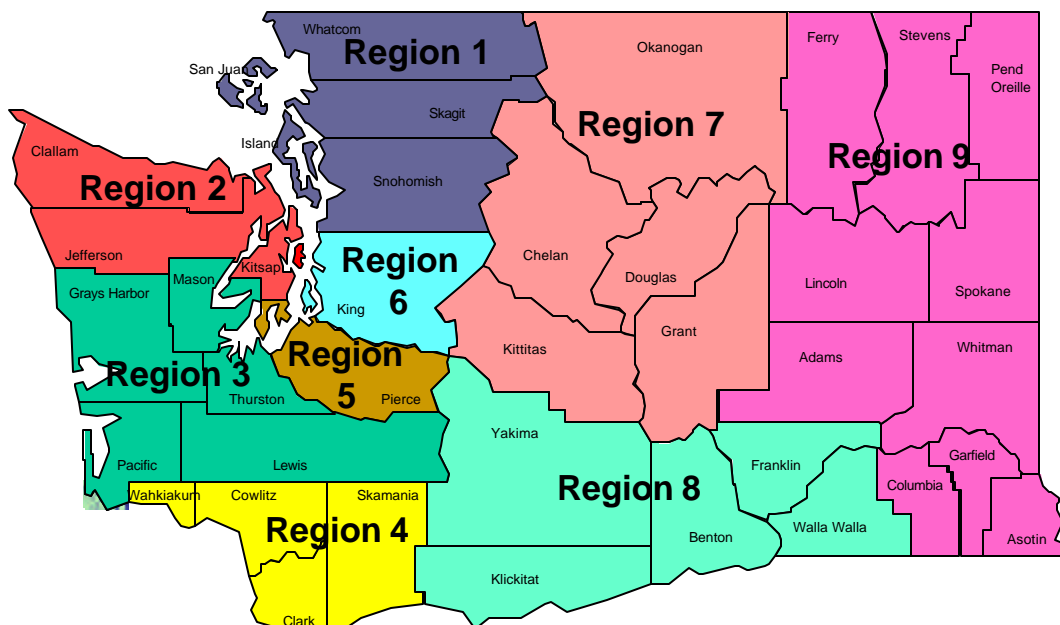 Whatcom
Region 1
San Juan
Skagit
Island
Snohomish
Okanogan
Region 7
Chelan
Douglas
Grant
Kittitas
Ferry
Stevens
Pend
Oreille
Region 9
Lincoln
Spokane
Adams
Whitman
Garfield
Columbia
Asotin
Clallam
Region 2
Jefferson
Kitsap
Mason
Grays Harbor
Region 3
Thurston
Pacific
Lewis
Region
6
King
Region
5
Pierce
Wahkiakum
Cowlitz
Skamania
Region 4
Clark
Yakima
Region 8
Franklin
Walla Walla
Benton
Klickitat